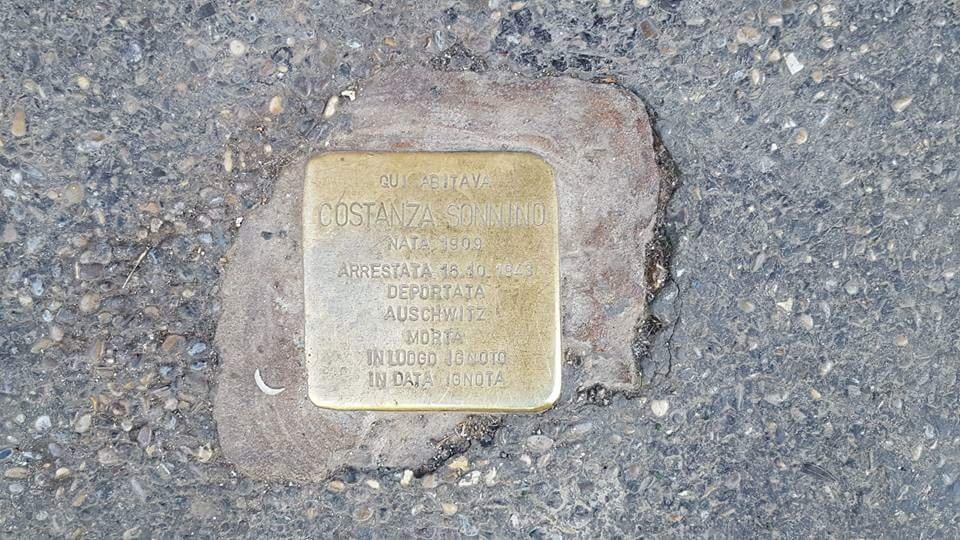 QUI ABITAVA
COSTANZA SONNINO
NATA 1909
ARRESTATA 16.10.1943
DEPORTATA
AUSCHWITZ
MORTA
IN LUOGO IGNOTO
IN DATA IGNOTA